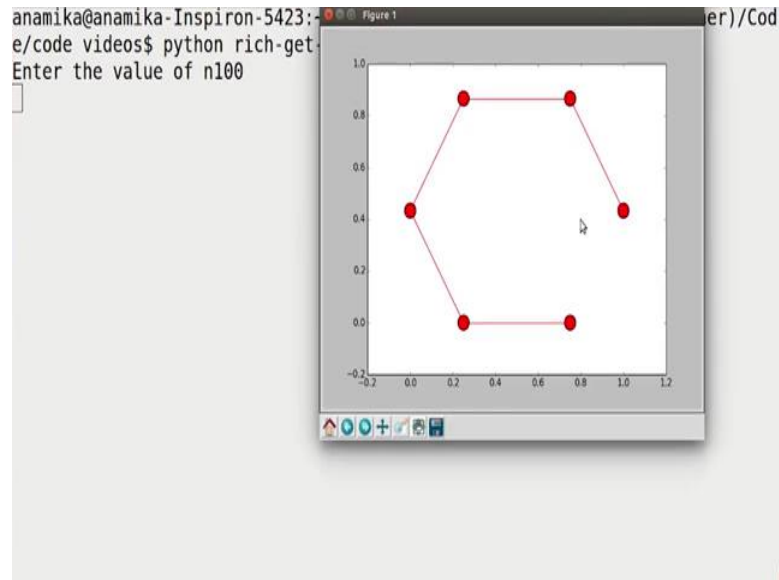 anamika@anamika-Inspiron-5423:- er)/Cod
e/code videos$ python rich-get-
Enter the value of n100
Figure 1
1.0
0.8
0.6
0.4
0.2
0.0
-0.2
-0.2 0.0 0.2 0.4 0.6 0.8 1.0 1.2